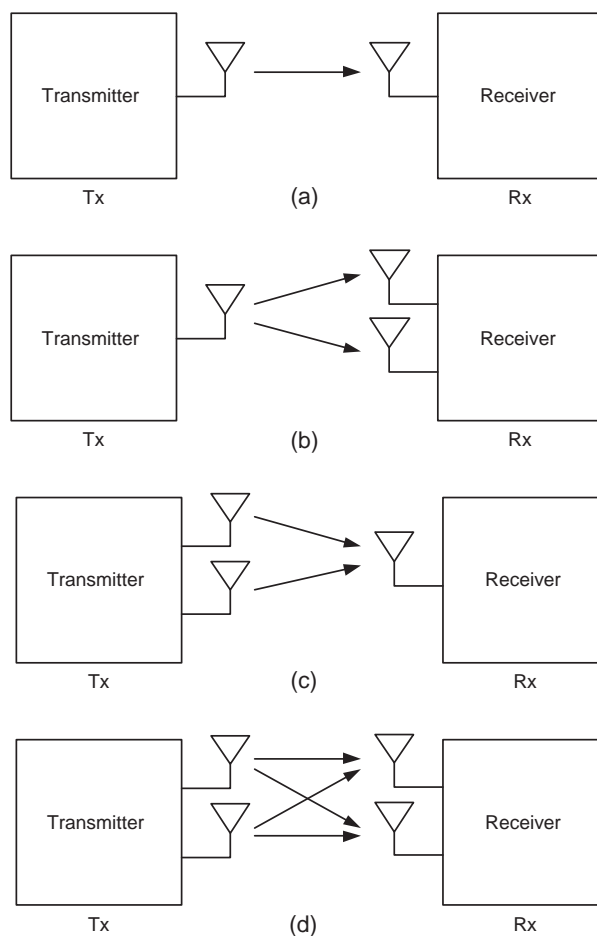 Transmitter
Receiver
Tx
(a)
Rx
Transmitter
Receiver
Tx
(b)
Rx
Transmitter
Receiver
Tx
(c)
Rx
Transmitter
Receiver
Tx
(d)
Rx